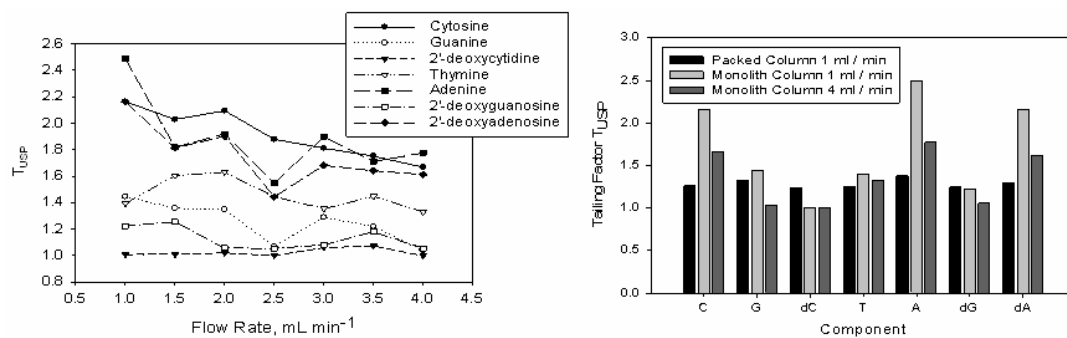 Cytosine
Guanine
2'-deoxycytidine
Thymine
Adenine
2'-deoxyguanosine
2'-deoxyadenosine
2.6
2.4
2.2
2.0
1.8
1.6
1.4
1.2
1.0
0.8
TUSP
0.5 1.0 1.5 2.0 2.5 3.0 3.5 4.0 4.5
Flow Rate, mL min⁻¹
3.0
2.5
2.0
1.5
1.0
0.5
0.0
Tailing Factor TUSP
Packed Column 1 ml / min
Monolith Column 1 ml / min
Monolith Column 4 ml / min
C G dC T A dG dA
Component